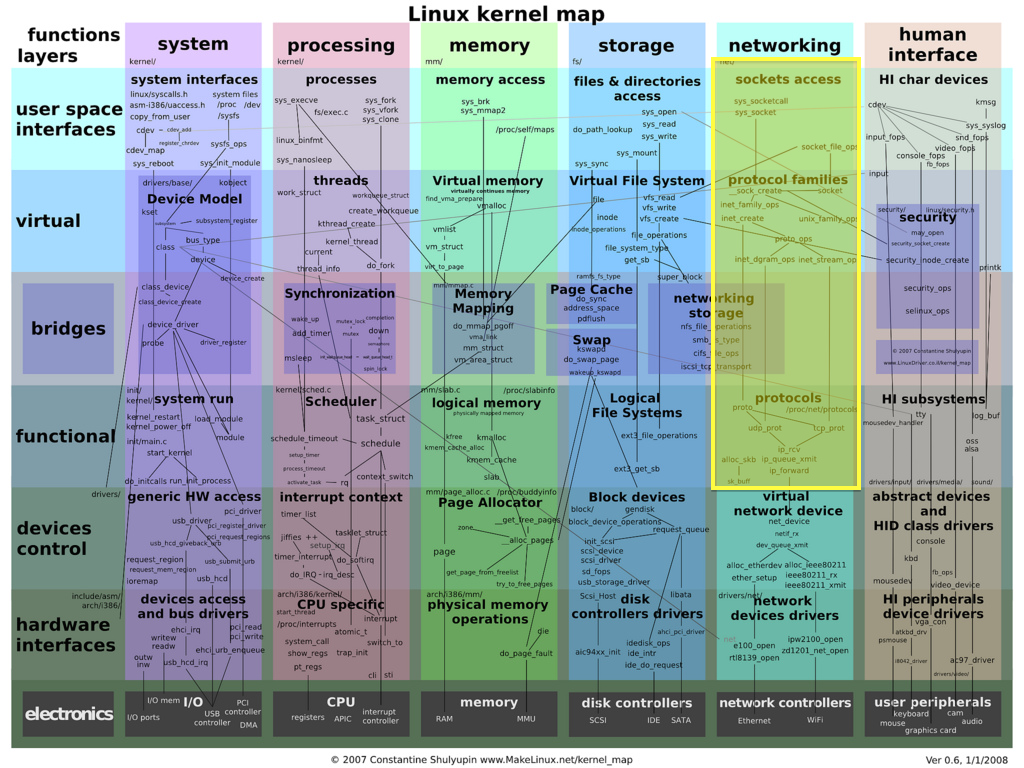 Linux kernel map
functions
layers
system
processing
memory
storage
networking
human
interface
kernel/
kernel/
mm/
fs/
net/
user space
interfaces
system interfaces
linux/syscalls.h
asm-i386/uaccess.h
copy_from_user
system files
/proc /dev
/sysfs
cdev
cdev_add
register_chrdev
cdev_map
sys_reboot
sysfs_ops
sys_init_module
processes
sys_execve
fs/exec.c
sys_fork
sys_vfork
sys_clone
linux_binfmt
sys_nanosleep
memory access
sys_brk
sys_mmap2
/proc/self/maps
files & directories
access
sys_open
sys_read
sys_write
do_path_lookup
sys_mount
sys_sync
sockets access
sys_socketcall
sys_socket
socket_file_ops
HI char devices
cdev
kmsg
sys_syslog
input_fops
snd_fops
video_fops
console_fops
fb_fops
virtual
drivers/base/
kobject
Device Model
kset
subsystem
subsystem_register
bus_type
class
device
device_create
threads
work_struct
workqueue_struct
create_workqueue
kthread_create
kernel_thread
current
thread_info
do_fork
Virtual memory
virtually continues memory
find_vma_prepare
vmalloc
vmlist
vm_struct
virt_to_page
Virtual File System
file
vfs_read
vfs_write
vfs_create
inode
inode_operations
file_operations
file_system_type
get_sb
ramfs_fs_type
super_block
protocol families
sock_create
socket
inet_family_ops
inet_create
unix_family_ops
proto_ops
inet_dgram_ops
inet_stream_ops
input
security/
linux/security.h
security
may_open
security_socket_create
security_inode_create
printk
bridges
class_device
class_device_create
device_driver
probe
driver_register
Synchronization
wake_up
mutex_lock
completion
add_timer
mutex
down
semaphore
msleep
init_waitqueue_head
wait_queue_head_t
spin_lock
mm/mmap.c
Memory
Mapping
do_mmap_pgoff
vma_link
mm_struct
vm_area_struct
Page Cache
do_sync
address_space
pdflush
Swap
kswapd
do_swap_page
wakeup_kswapd
networking
storage
nfs_file_operations
smb_fs_type
cifs_file_ops
iscsi_tcp_transport
security_ops
selinux_ops
© 2007 Constantine Shulyupin
www.LinuxDriver.co.il/kernel_map
functional
init/
kernel/
system run
kernel_restart
kernel_power_off
load_module
module
init/main.c
start_kernel
do_initcalls
run_init_process
kernel/sched.c
Scheduler
task_struct
schedule_timeout
schedule
setup_timer
process_timeout
activate_task
rq
context_switch
mm/slab.c
/proc/slabinfo
logical memory
physically mapped memory
kfree
kmalloc
kmem_cache_alloc
kmem_cache
slab
Logical
File Systems
ext3_file_operations
ext3_get_sb
protocols
proto
/proc/net/protocols
udp_prot
tcp_prot
ip_rcv
alloc_skb
ip_queue_xmit
ip_forward
sk_buff
HI subsystems
tty
mousedev_handler
log_buf
oss
alsa
drivers/input/
drivers/media/
sound/
devices
control
drivers/
generic HW access
usb_driver
pci_driver
pci_register_driver
pci_request_regions
usb_hcd_giveback_urb
request_region
request_mem_region
usb_submit_urb
usb_hcd
ioremap
interrupt context
timer_list
jiffies ++
tasklet_struct
setup_irq
timer_interrupt
do_softirq
do_IRQ
irq_desc
mm/page_alloc.c
/proc/buddyinfo
Page Allocator
zone
__get_free_pages
alloc_pages
page
get_page_from_freelist
try_to_free_pages
Block devices
block/
gendisk
block_device_operations
request_queue
init_scsi
scsi_device
scsi_driver
sd_fops
usb_storage_driver
virtual
network device
net_device
netif_rx
dev_queue_xmit
alloc_etherdev
alloc_ieee80211
ether_setup
ieee80211_rx
ieee80211_xmit
abstract devices
and
HID class drivers
console
kbd
fb_ops
mousedev
video_device
hardware
interfaces
include/asm/
arch/i386/
devices access
and bus drivers
ehci_irq
pci_read
pci_write
writew
readw
ehci_urb_enqueue
outw
inw
usb_hcd_irq
arch/i386/kernel/
CPU specific
start_thread
/proc/interrupts
interrupt
atomic_t
system_call
switch_to
show_regs
trap_init
pt_regs
cli
sti
arch/i386/mm/
physical memory
operations
die
do_page_fault
Scsi_Host
libata
disk
controllers drivers
ahci_pci_driver
aic94xx_init
idedisk_ops
ide_intr
ide_do_request
drivers/net/
network
devices drivers
net
ipw2100_open
e100_open
zd1201_net_open
rtl8139_open
HI peripherals
device drivers
vga_con
atkbd_drv
psmouse
i8042_driver
ac97_driver
drivers/video/
electronics
I/O mem
I/O
I/O ports
USB
controller
PCI
controller
DMA
CPU
registers
APIC
interrupt
controller
memory
RAM
MMU
disk controllers
SCSI
IDE
SATA
network controllers
Ethernet
WiFi
user peripherals
keyboard
cam
mouse
audio
graphics card
© 2007 Constantine Shulyupin www.MakeLinux.net/kernel_map
Ver 0.6, 1/1/2008